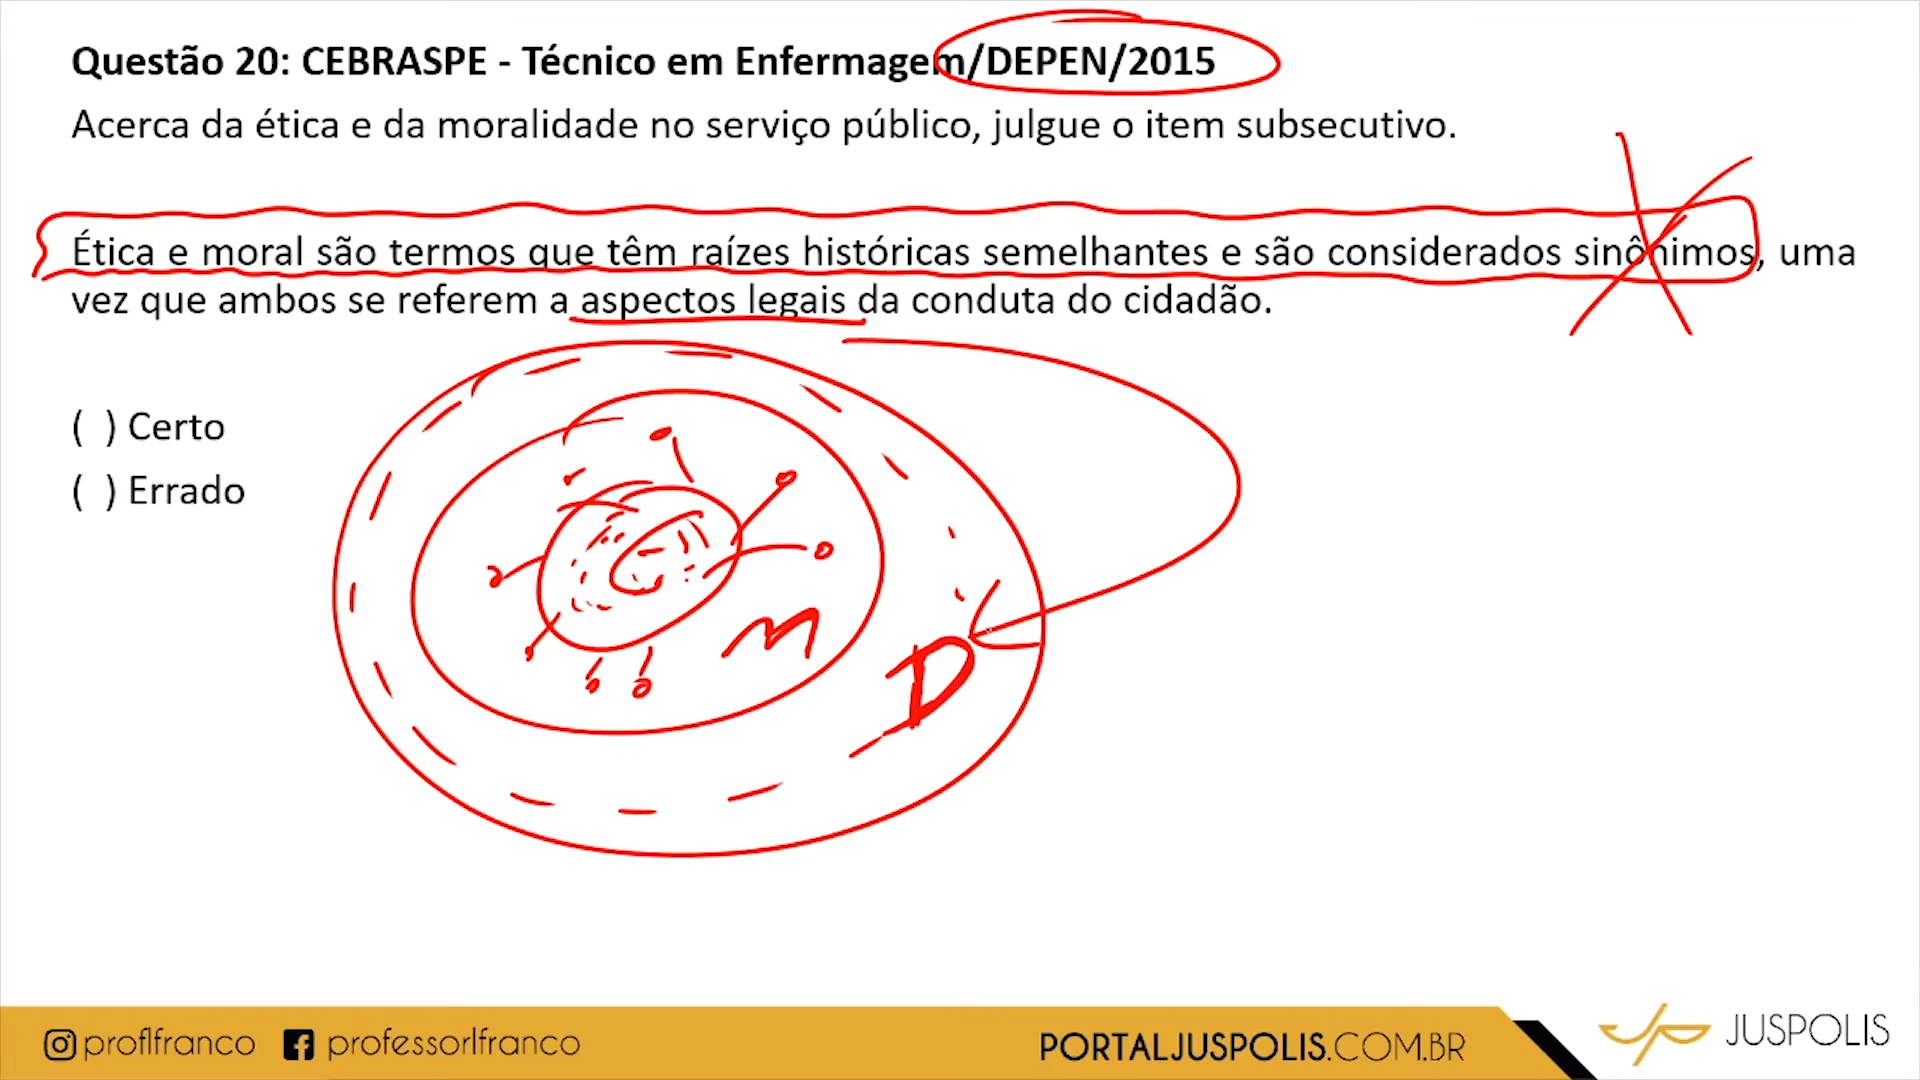 Questão 20: CEBRASPE - Técnico em Enfermagem/DEPEN/2015
Acerca da ética e da moralidade no serviço público, julgue o item subsecutivo.
Ética e moral são termos que têm raízes históricas semelhantes e são considerados sinônimos, uma
vez que ambos se referem a aspectos legais da conduta do cidadão.
( ) Certo
( ) Errado
M
D
proflfranco professorlfranco
PORTALJUSPOLIS.COM.BR
JP JUSPOLIS